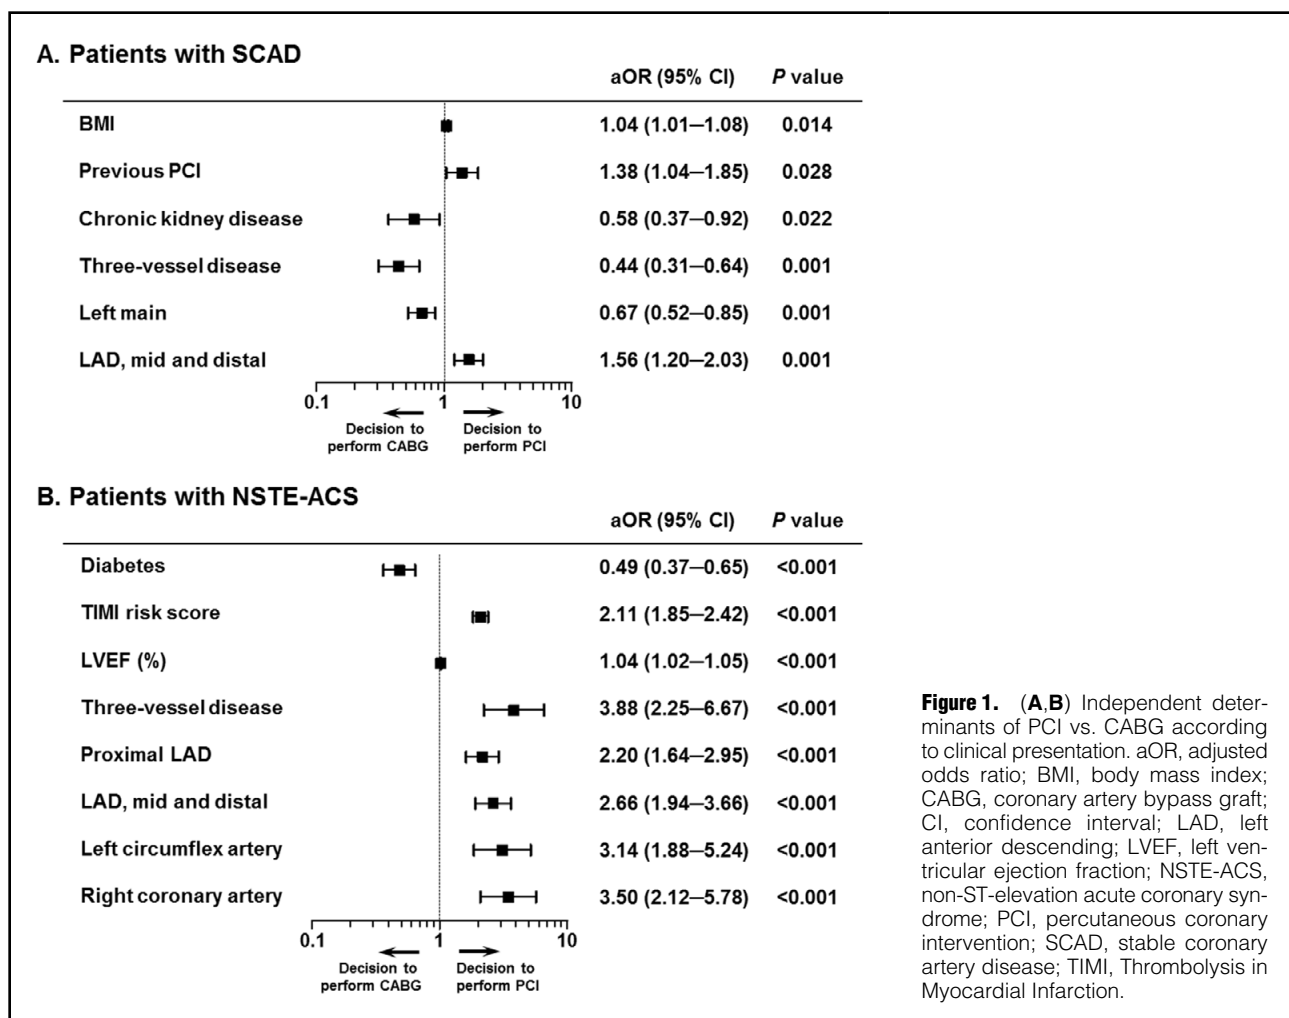 A. Patients with SCAD
aOR (95% CI) P value
BMI 1.04 (1.01—1.08) 0.014
Previous PCI 1.38 (1.04—1.85) 0.028
Chronic kidney disease 0.58 (0.37—0.92) 0.022
Three-vessel disease 0.44 (0.31—0.64) 0.001
Left main 0.67 (0.52—0.85) 0.001
LAD, mid and distal 1.56 (1.20—2.03) 0.001
0.1 1 10
Decision to perform CABG
Decision to perform PCI
B. Patients with NSTE-ACS
aOR (95% CI) P value
Diabetes 0.49 (0.37—0.65) <0.001
TIMI risk score 2.11 (1.85—2.42) <0.001
LVEF (%) 1.04 (1.02—1.05) <0.001
Three-vessel disease 3.88 (2.25—6.67) <0.001
Proximal LAD 2.20 (1.64—2.95) <0.001
LAD, mid and distal 2.66 (1.94—3.66) <0.001
Left circumflex artery 3.14 (1.88—5.24) <0.001
Right coronary artery 3.50 (2.12—5.78) <0.001
0.1 1 10
Decision to perform CABG
Decision to perform PCI
Figure 1. (A,B) Independent deter-
minants of PCI vs. CABG according
to clinical presentation. aOR, adjusted
odds ratio; BMI, body mass index;
CABG, coronary artery bypass graft;
CI, confidence interval; LAD, left
anterior descending; LVEF, left ven-
tricular ejection fraction; NSTE-ACS,
non-ST-elevation acute coronary syn-
drome; PCI, percutaneous coronary
intervention; SCAD, stable coronary
artery disease; TIMI, Thrombolysis in
Myocardial Infarction.